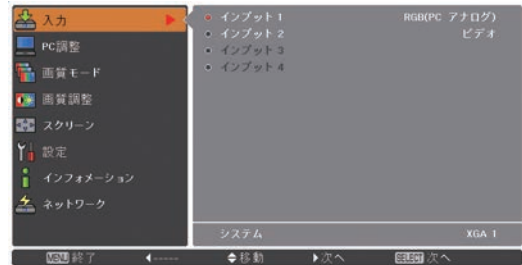 入力
PC調整
画質モード
画質調整
スクリーン
設定
インフォメーション
ネットワーク
インプット1 RGB(PC アナログ)
インプット2 ビデオ
インプット3
インプット4
システム XGA 1
MENU 終了 ----- 移動 次へ SELECT 次へ